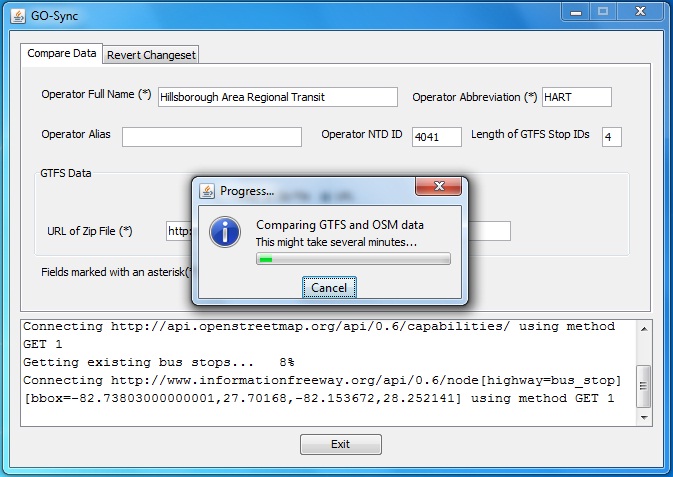 GO-Sync
Compare Data Revert Changeset
Operator Full Name (*) Hillsborough Area Regional Transit Operator Abbreviation (*) HART
Operator Alias Operator NTD ID 4041 Length of GTFS Stop IDs 4
GTFS Data
Progress...
Comparing GTFS and OSM data
This might take several minutes...
URL of Zip File (*) http:
Fields marked with an asterisk(*
Cancel
Connecting http://api.openstreetmap.org/api/0.6/capabilities/ using method
GET 1
Getting existing bus stops... 8%
Connecting http://www.informationfreeway.org/api/0.6/node[highway=bus_stop]
[bbox=-82.73803000000001,27.70168,-82.153672,28.252141] using method GET 1
Exit